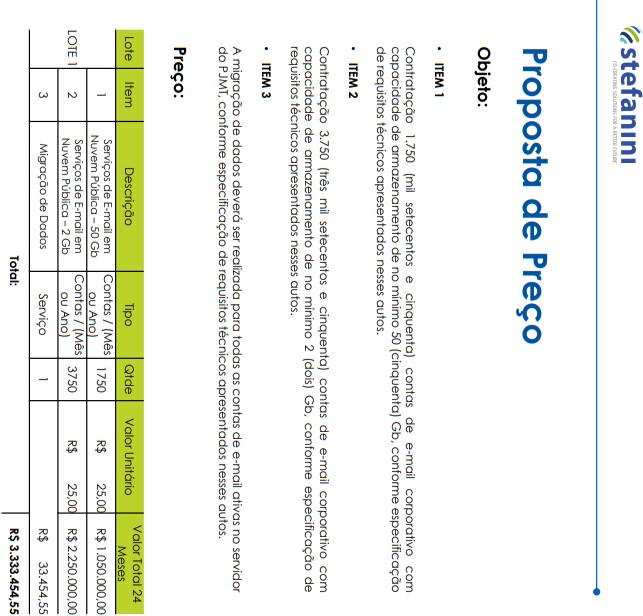 stefanini
CO-CREATING SOLUTIONS FOR A BETTER FUTURE
Proposta de Preço
Objeto:
• ITEM 1
Contratação 1.750 (mil setecentos e cinquenta) contas de e-mail corporativo com
capacidade de armazenamento de no mínimo 50 (cinquenta) Gb, conforme especificação
de requisitos técnicos apresentados nesses autos.
• ITEM 2
Contratação 3.750 (três mil setecentos e cinquenta) contas de e-mail corporativo com
capacidade de armazenamento de no mínimo 2 (dois) Gb, conforme especificação de
requisitos técnicos apresentados nesses autos.
• ITEM 3
A migração de dados deverá ser realizada para todas as contas de e-mail ativas no servidor
do PJMT, conforme especificação de requisitos técnicos apresentados nesses autos.
Preço:
Lote Item Descrição Tipo Qtde Valor Unitário Valor Total 24 Meses
LOTE 1
1 Serviços de E-mail em Nuvem Pública – 50 Gb Contas / (Mês ou Ano) 1750 R$ 25,00 R$ 1.050.000,00
2 Serviços de E-mail em Nuvem Pública – 2 Gb Contas / (Mês ou Ano) 3750 R$ 25,00 R$ 2.250.000,00
3 Migração de Dados Serviço 1 R$ 33.454,55
Total: R$ 3.333.454,55